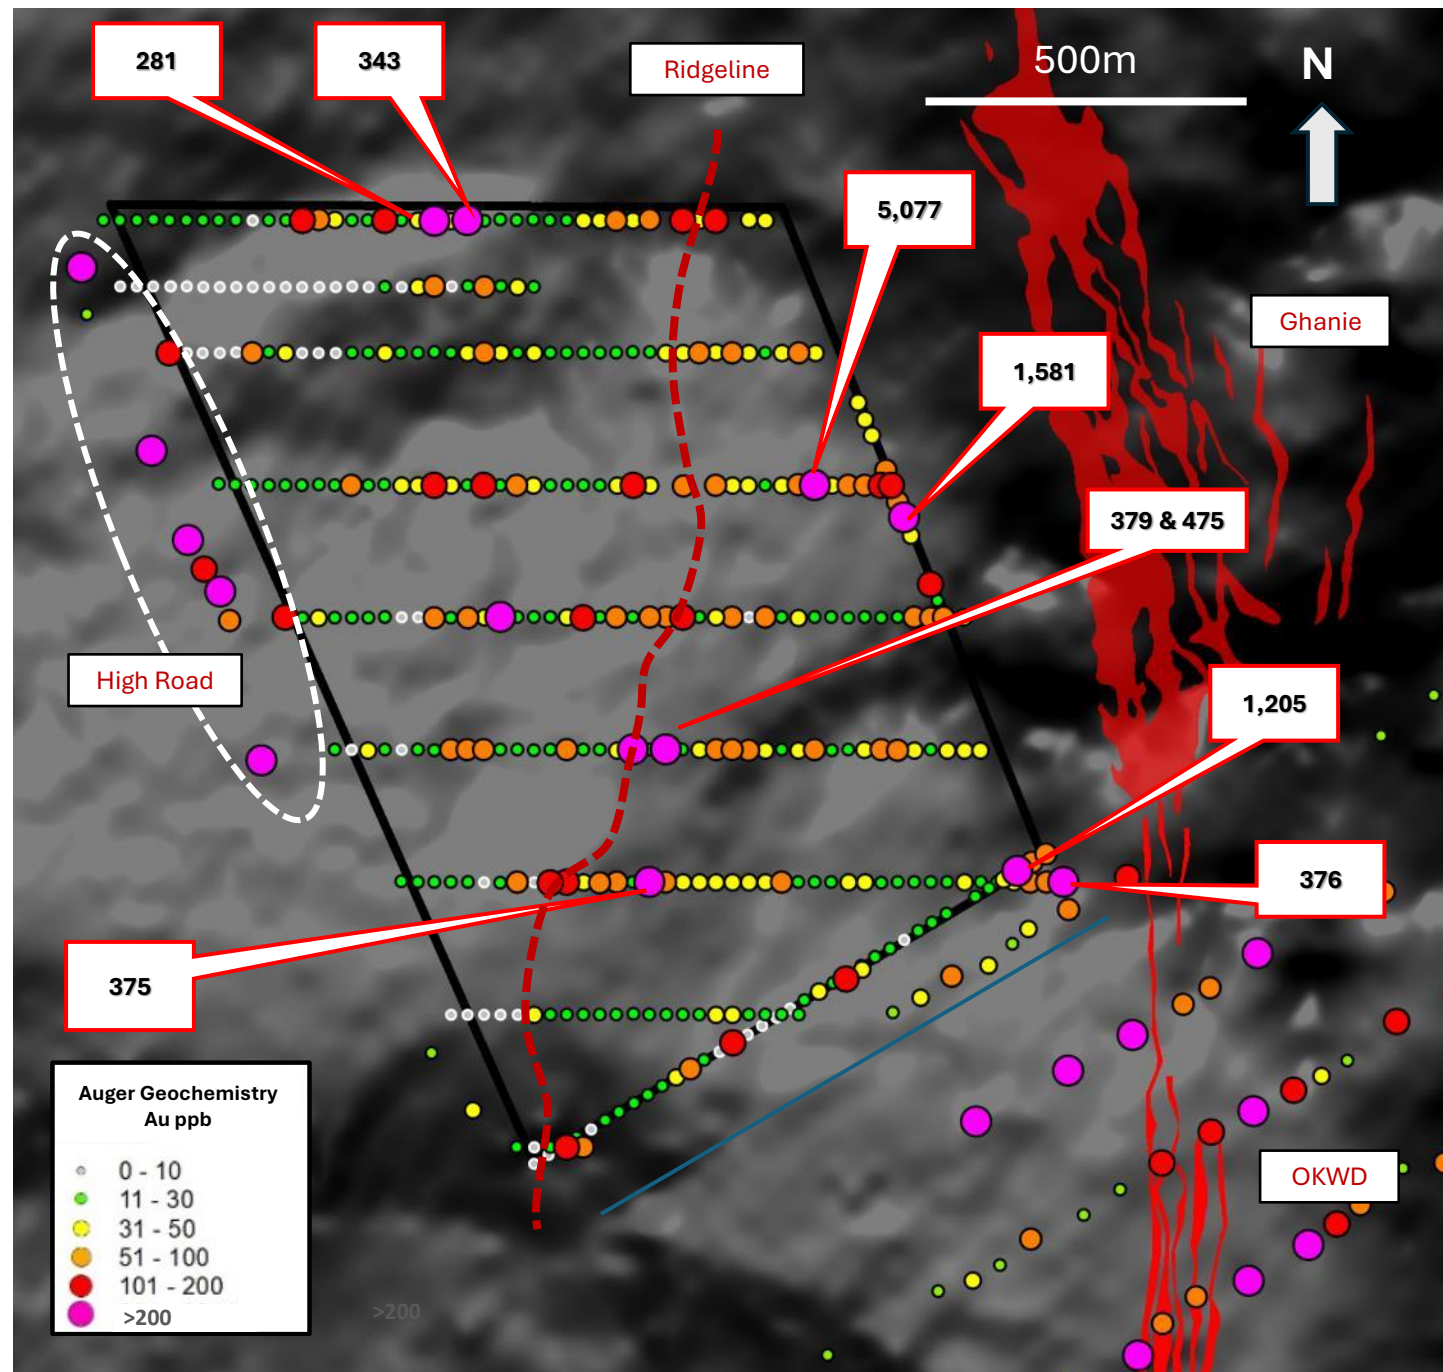 281
343
Ridgeline
500m
N
5,077
Ghanie
1,581
379 & 475
High Road
1,205
376
375
Auger Geochemistry
Au ppb
0 - 10
11 - 30
31 - 50
51 - 100
101 - 200
>200
>200
OKWD